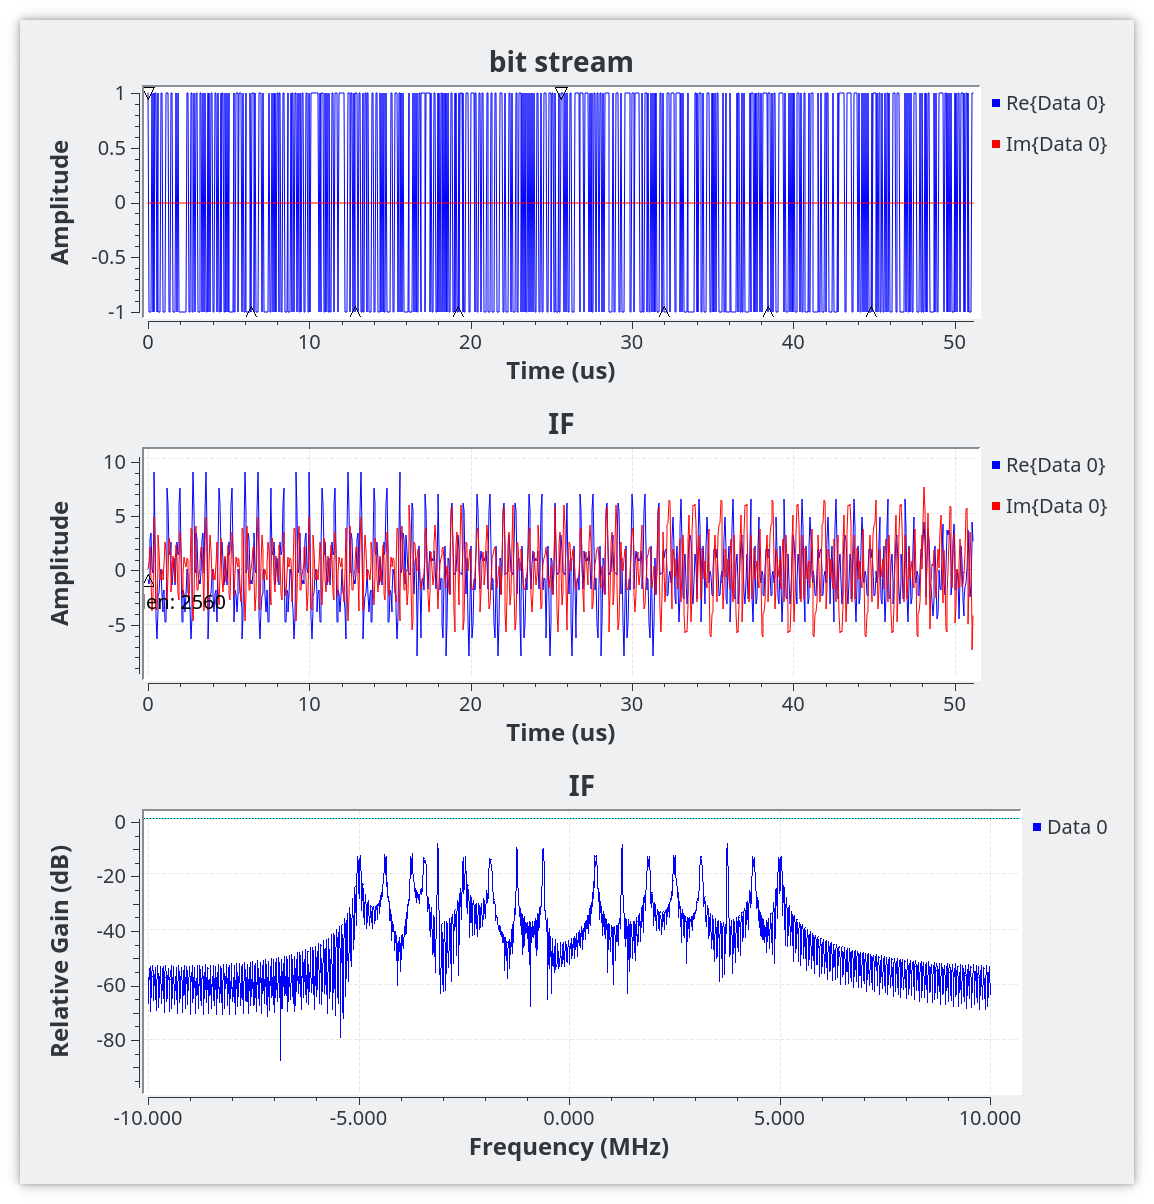 bit stream
1
0.5
0
-0.5
-1
Amplitude
0 10 20 30 40 50
Time (us)
Re{Data 0}
Im{Data 0}
IF
10
5
0
-5
Amplitude
len: 2560
0 10 20 30 40 50
Time (us)
Re{Data 0}
Im{Data 0}
IF
0
-20
-40
-60
-80
Relative Gain (dB)
-10.000 -5.000 0.000 5.000 10.000
Frequency (MHz)
Data 0